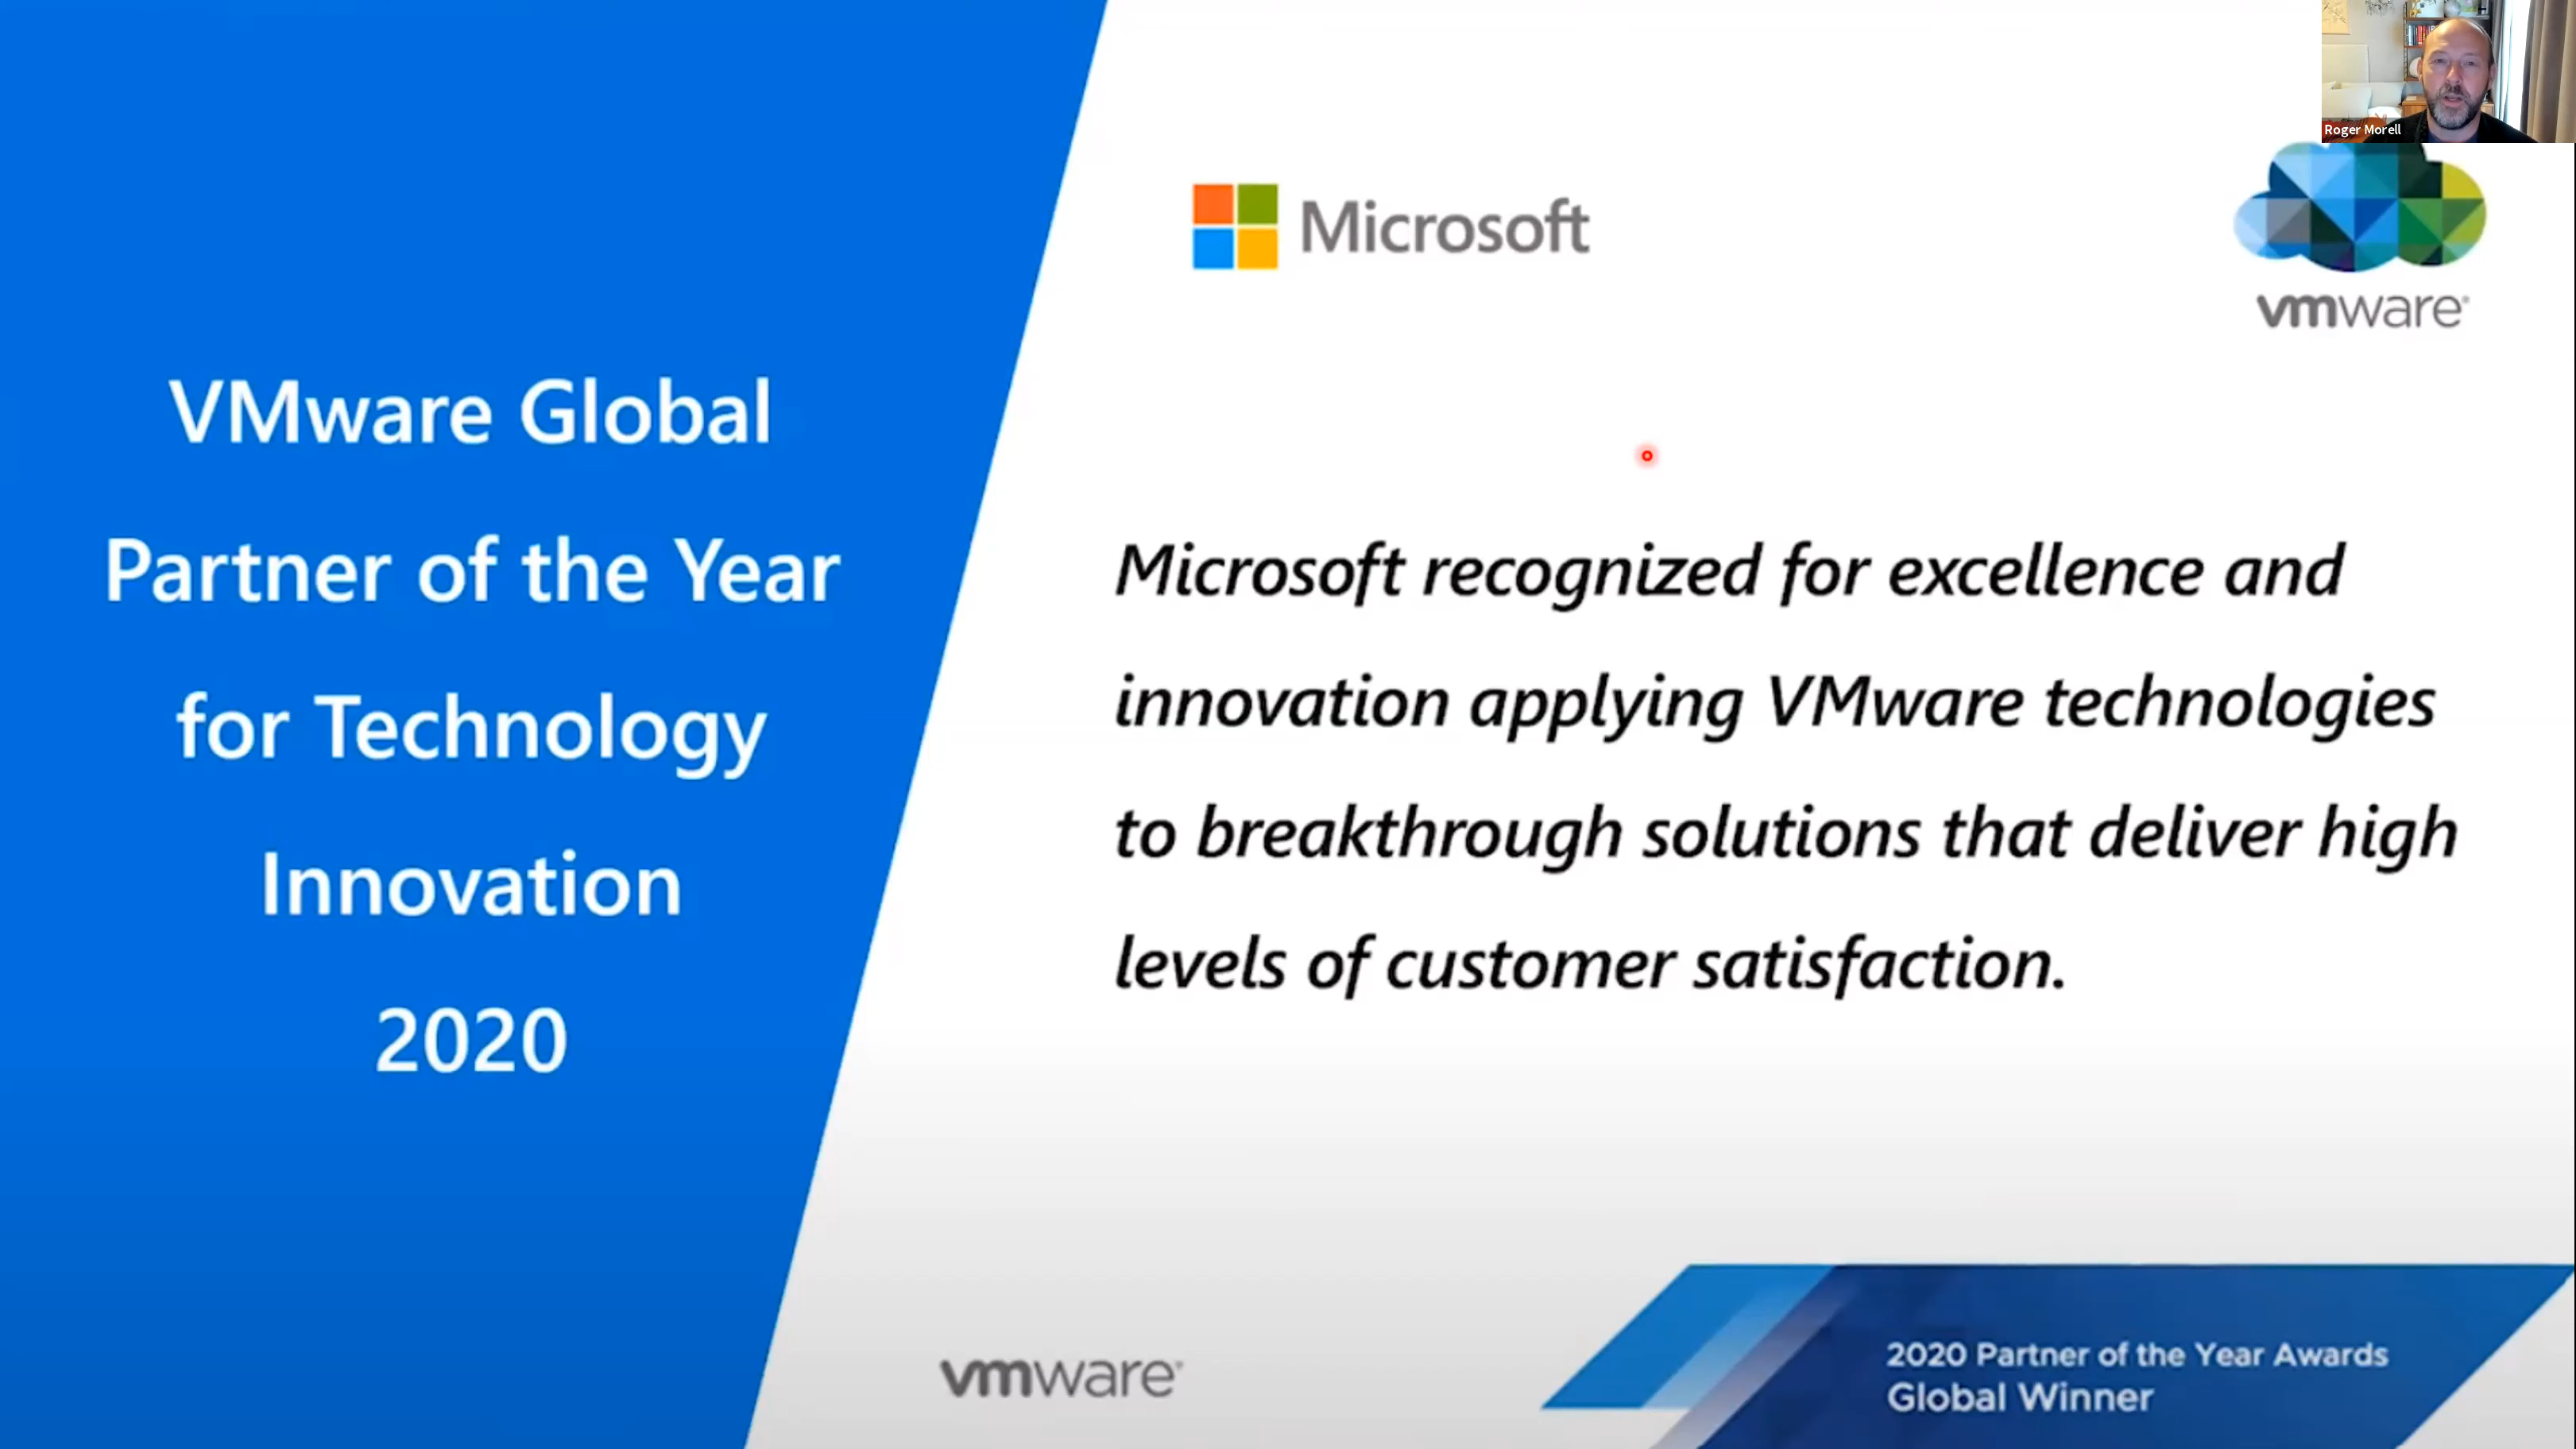 Roger Morell
Microsoft
vmware®
VMware Global
Partner of the Year
for Technology
Innovation
2020
Microsoft recognized for excellence and
innovation applying VMware technologies
to breakthrough solutions that deliver high
levels of customer satisfaction.
vmware®
2020 Partner of the Year Awards
Global Winner